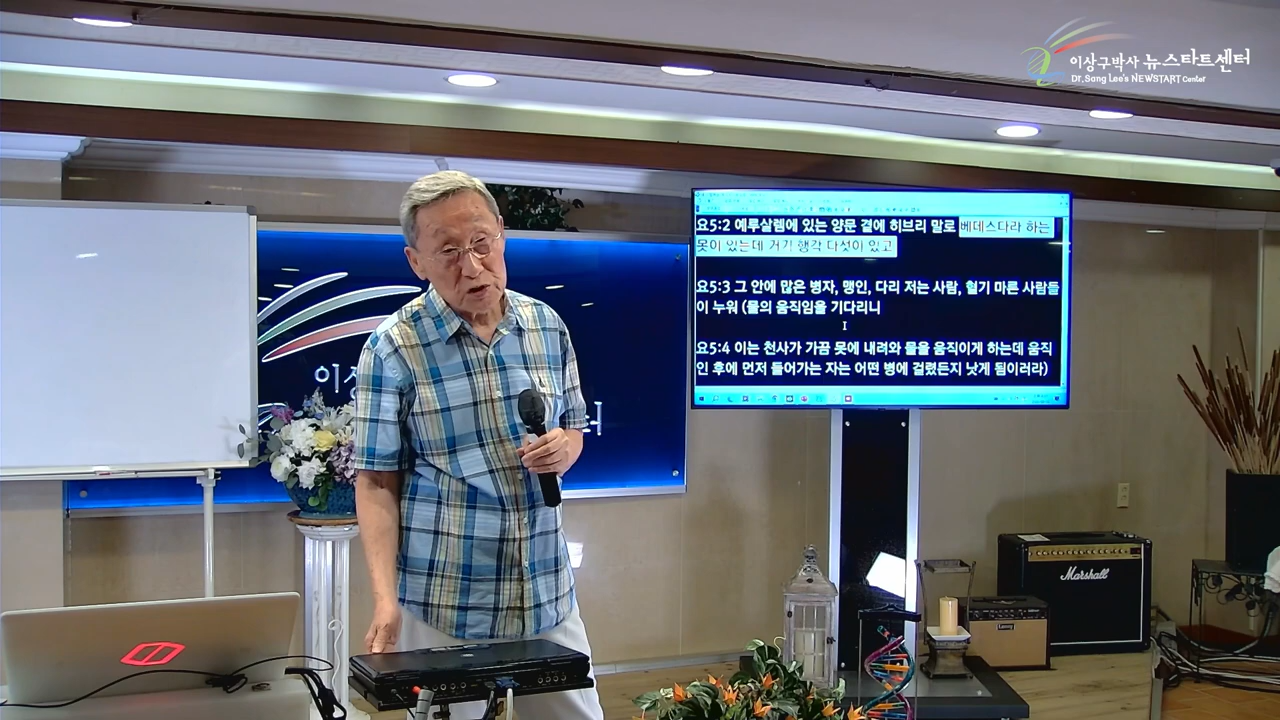 이상구박사 뉴스타트센터
Dr. Sang Lee's NEWSTART Center
요5:2 예루살렘에 있는 양문 곁에 히브리 말로 베데스다라 하는
못이 있는데 거기 행각 다섯이 있고
요5:3 그 안에 많은 병자, 맹인, 다리 저는 사람, 혈기 마른 사람들
이 누워 (물의 움직임을 기다리니
요5:4 이는 천사가 가끔 못에 내려와 물을 움직이게 하는데 움직
인 후에 먼저 들어가는 자는 어떤 병에 걸렸든지 낫게 됨이러라)
이상
터
Marshall